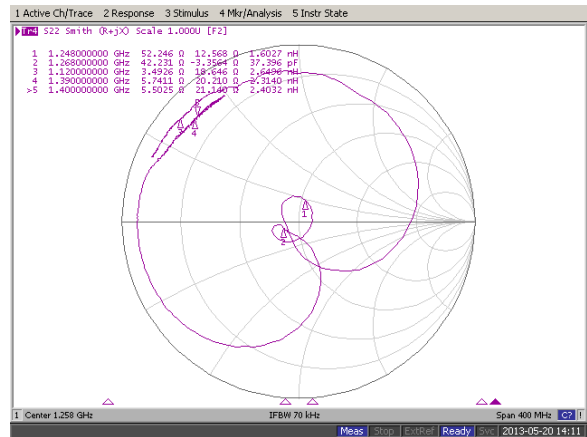 1 Active Ch/Trace 2 Response 3 Stimulus 4 Mkr/Analysis 5 Instr State
Tr4 S22 Smith (R+jX) Scale 1.000U [F2]
1 1.248000000 GHz 52.246 Ω 12.568 Ω 1.6027 nH
2 1.268000000 GHz 42.231 Ω -3.3564 Ω 37.396 pF
3 1.120000000 GHz 3.4926 Ω 18.646 Ω 2.6496 nH
4 1.390000000 GHz 5.7411 Ω 20.210 Ω 2.3140 nH
>5 1.400000000 GHz 5.5025 Ω 21.140 Ω 2.4032 nH
4
1
2
1 Center 1.258 GHz IFBW 70 kHz Span 400 MHz C? !
Meas Stop ExtRef Ready Svc 2013-05-20 14:11